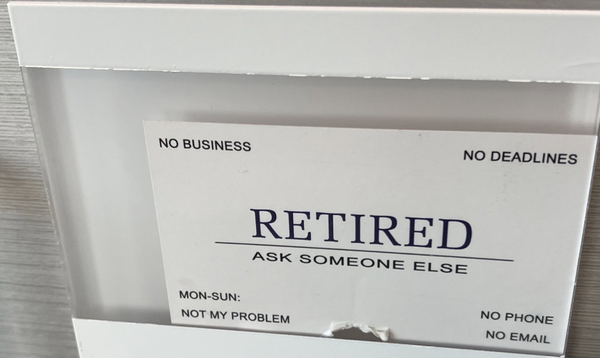 NO BUSINESS
NO DEADLINES
RETIRED
ASK SOMEONE ELSE
MON-SUN:
NOT MY PROBLEM
NO PHONE
NO EMAIL